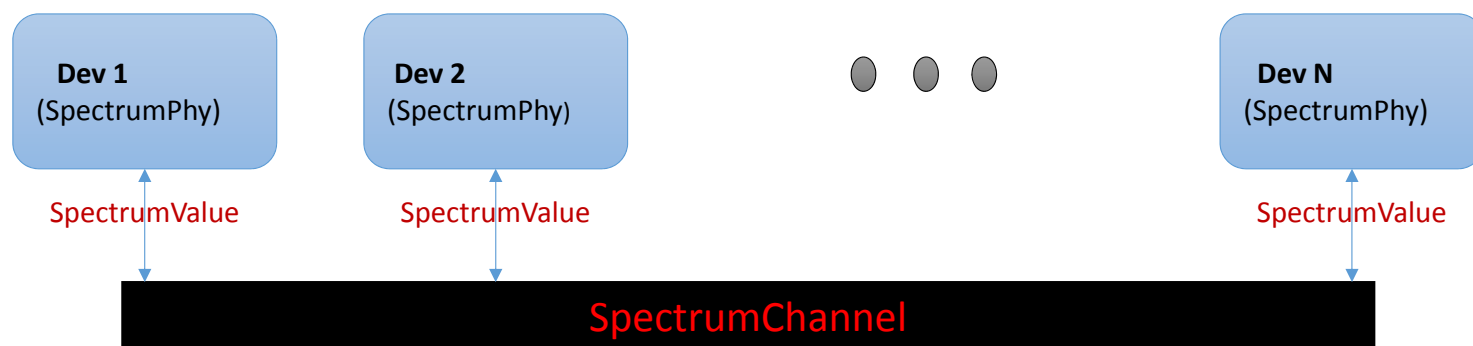 Dev 1
(SpectrumPhy)
Dev 2
(SpectrumPhy)
Dev N
(SpectrumPhy)
SpectrumValue
SpectrumValue
SpectrumValue
SpectrumChannel